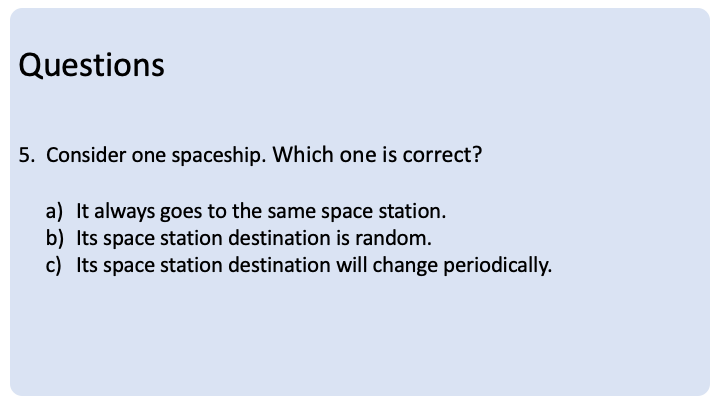 Questions
5. Consider one spaceship. Which one is correct?
a) It always goes to the same space station.
b) Its space station destination is random.
c) Its space station destination will change periodically.